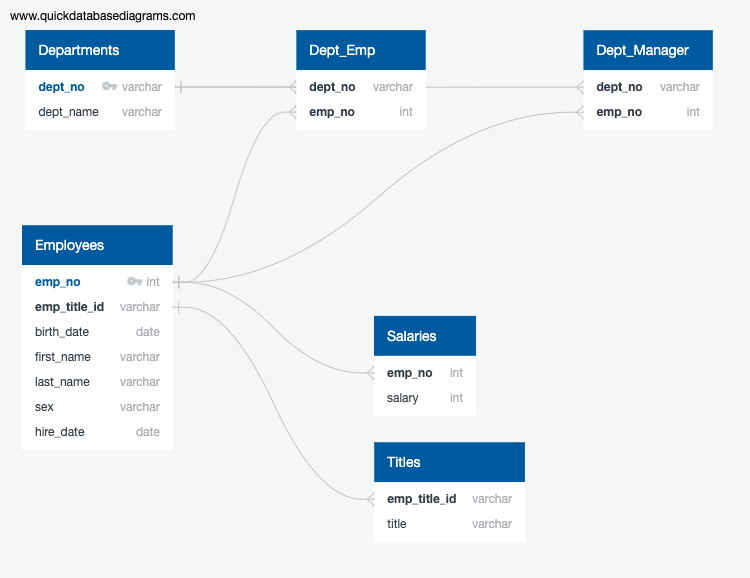 www.quickdatabasediagrams.com
Departments
dept_no varchar
dept_name varchar
Dept_Emp
dept_no varchar
emp_no int
Dept_Manager
dept_no varchar
emp_no int
Employees
emp_no int
emp_title_id varchar
birth_date date
first_name varchar
last_name varchar
sex varchar
hire_date date
Salaries
emp_no int
salary int
Titles
emp_title_id varchar
title varchar